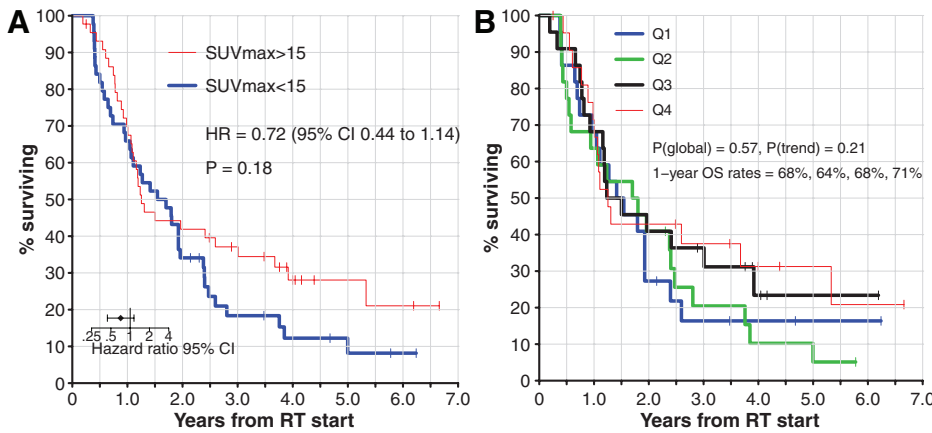 A
100
90
80
70
60
50
40
30
20
10
% surviving
SUVmax>15
SUVmax<15
HR = 0.72 (95% CI 0.44 to 1.14)
P = 0.18
.25 .5 1 2 4
Hazard ratio 95% CI
0 1.0 2.0 3.0 4.0 5.0 6.0 7.0
Years from RT start
B
100
90
80
70
60
50
40
30
20
10
% surviving
Q1
Q2
Q3
Q4
P(global) = 0.57, P(trend) = 0.21
1–year OS rates = 68%, 64%, 68%, 71%
0 1.0 2.0 3.0 4.0 5.0 6.0 7.0
Years from RT start